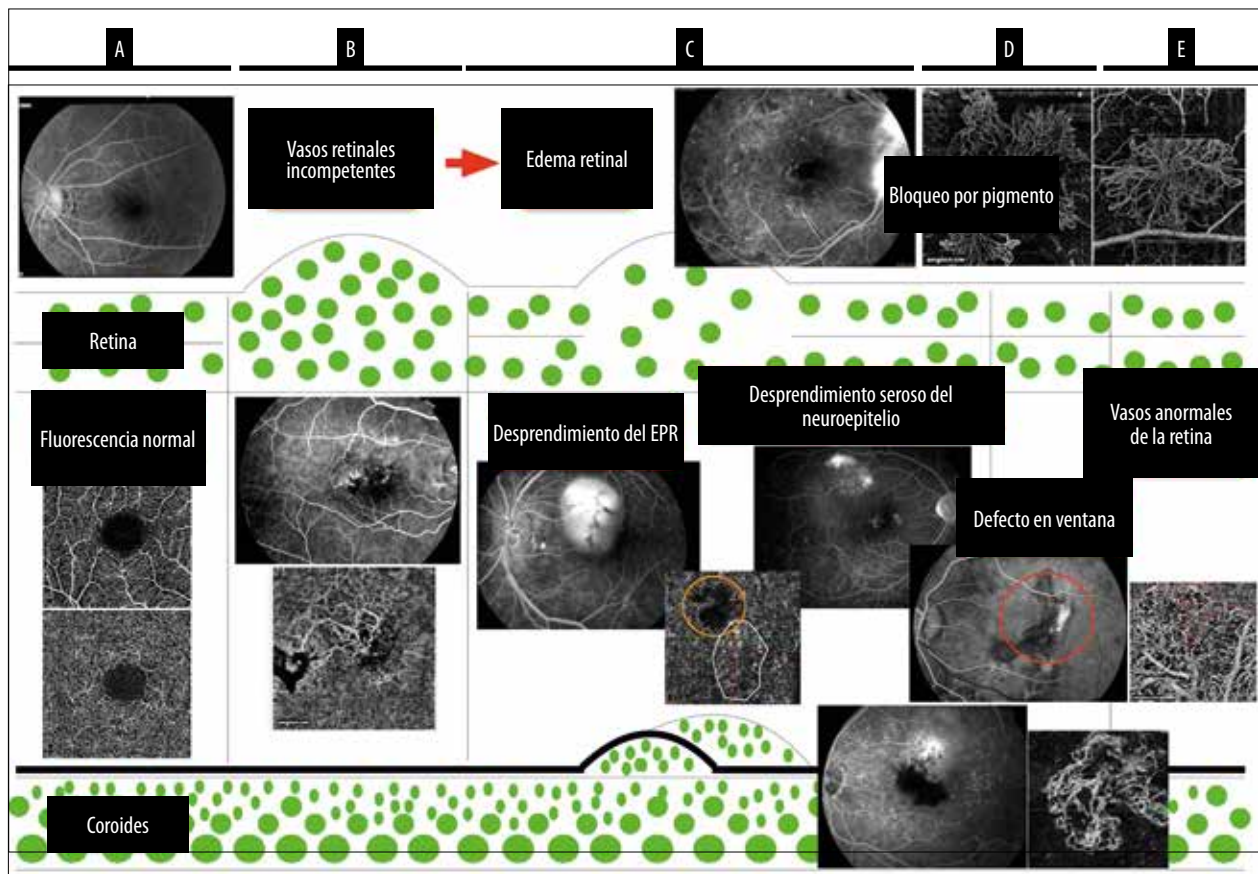 A
B
C
D
E
Vasos retinales
incompetentes
Edema retinal
Bloqueo por pigmento
Retina
Fluorescencia normal
Desprendimiento del EPR
Desprendimiento seroso del
neuroepitelio
Vasos anormales
de la retina
Defecto en ventana
Coroides